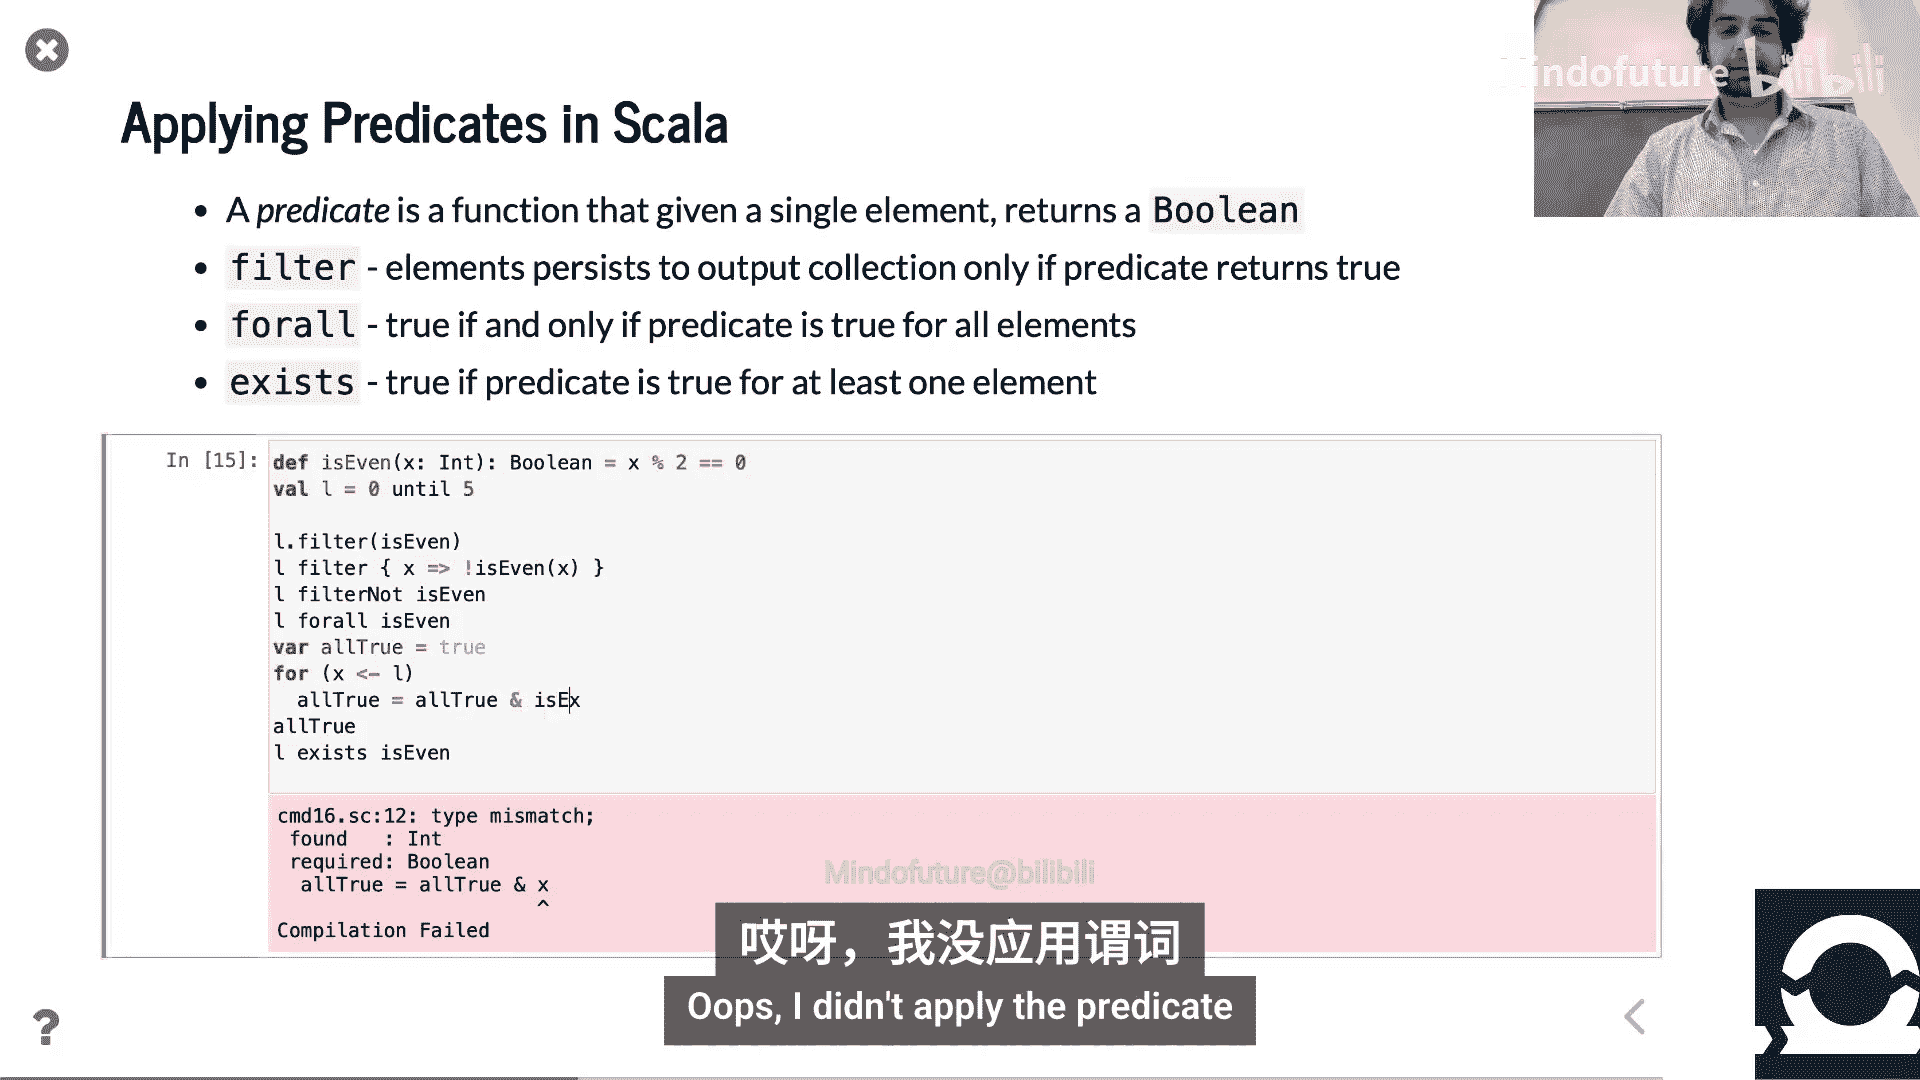 Mindofuture bilibili
Applying Predicates in Scala
• A predicate is a function that given a single element, returns a Boolean
• filter - elements persists to output collection only if predicate returns true
• forall - true if and only if predicate is true for all elements
• exists - true if predicate is true for at least one element
In [15]:
def isEven(x: Int): Boolean = x % 2 == 0
val l = 0 until 5
l.filter(isEven)
l filter { x => !isEven(x) }
l filterNot isEven
l forall isEven
var allTrue = true
for (x <- l)
  allTrue = allTrue & isEx
allTrue
l exists isEven
cmd16.sc:12: type mismatch;
 found   : Int
 required: Boolean
  allTrue = allTrue & x
                      ^
Compilation Failed
Mindofuture@bilibili
哎呀，我没应用谓词
Oops, I didn't apply the predicate
?